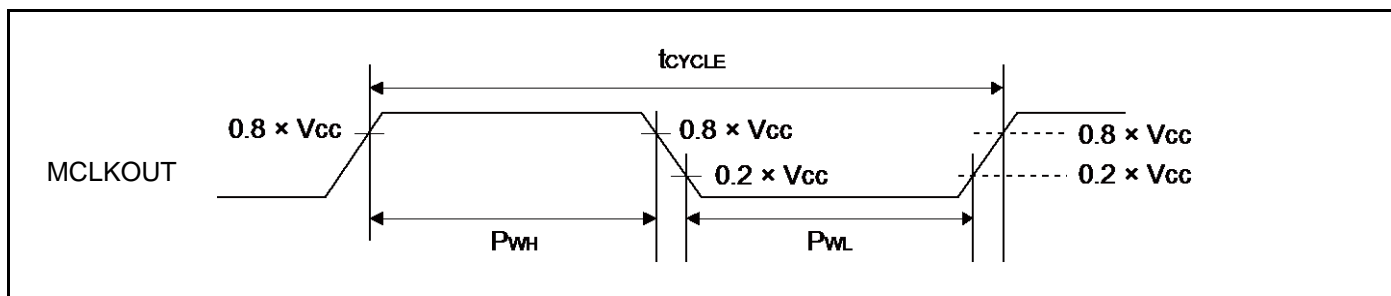 tCYCLE
0.8 × Vcc
0.8 × Vcc
0.8 × Vcc
MCLKOUT
0.2 × Vcc
0.2 × Vcc
PWH
PWL